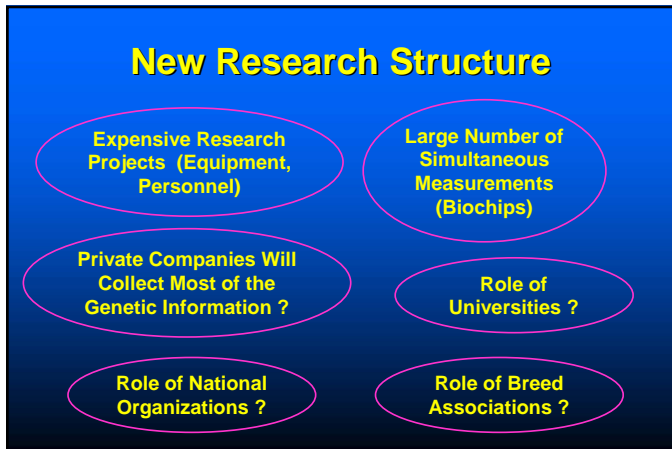 New Research Structure
Expensive Research
Projects (Equipment,
Personnel)
Large Number of
Simultaneous
Measurements
(Biochips)
Private Companies Will
Collect Most of the
Genetic Information ?
Role of
Universities ?
Role of National
Organizations ?
Role of Breed
Associations ?